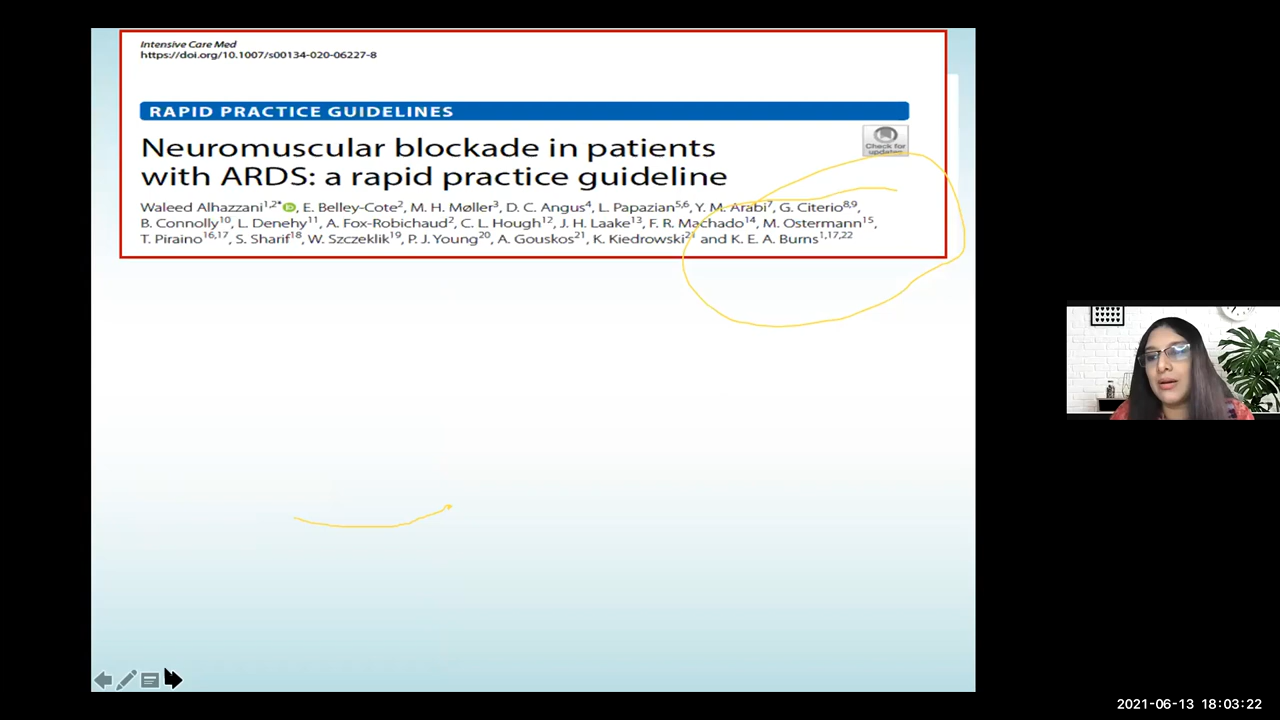 Intensive Care Med
https://doi.org/10.1007/s00134-020-06227-8
RAPID PRACTICE GUIDELINES
Check for
updates
Neuromuscular blockade in patients
with ARDS: a rapid practice guideline
Waleed Alhazzani1,2*, E. Belley-Cote2, M. H. Møller3, D. C. Angus4, L. Papazian5,6, Y. M. Arabi7, G. Citerio8,9,
B. Connolly10, L. Denehy11, A. Fox-Robichaud2, C. L. Hough12, J. H. Laake13, F. R. Machado14, M. Ostermann15,
T. Piraino16,17, S. Sharif18, W. Szczeklik19, P. J. Young20, A. Gouskos21, K. Kiedrowski21 and K. E. A. Burns1,17,22
2021-06-13 18:03:22